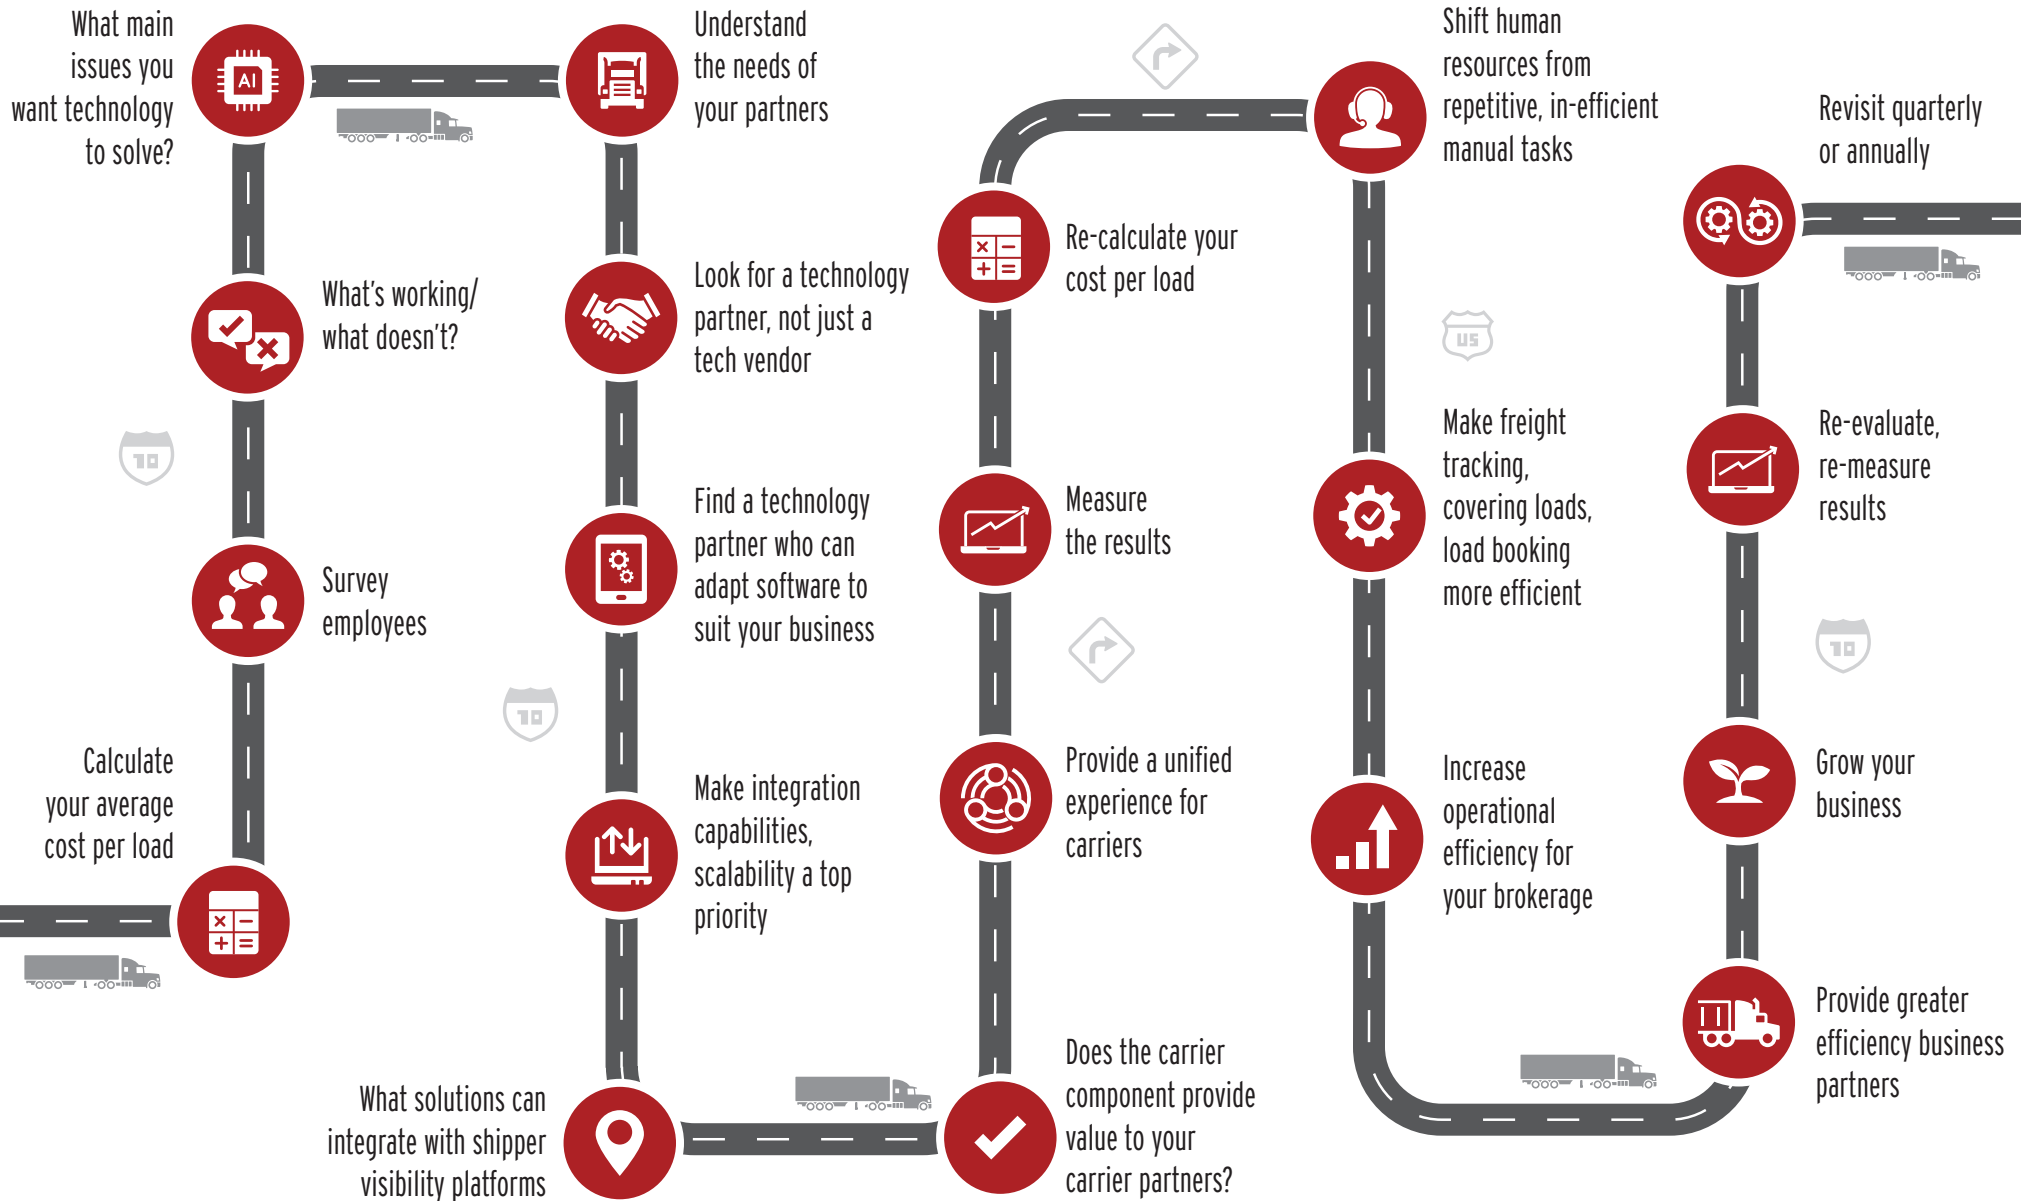 What main
issues you
want technology
to solve?
AI
What's working/
what doesn't?
10
Survey
employees
Calculate
your average
cost per load
Understand
the needs of
your partners
Look for a technology
partner, not just a
tech vendor
Find a technology
partner who can
adapt software to
suit your business
10
Make integration
capabilities,
scalability a top
priority
What solutions can
integrate with shipper
visibility platforms
Re-calculate your
cost per load
Measure
the results
Provide a unified
experience for
carriers
Does the carrier
component provide
value to your
carrier partners?
Shift human
resources from
repetitive, in-efficient
manual tasks
US
Make freight
tracking,
covering loads,
load booking
more efficient
Increase
operational
efficiency for
your brokerage
Revisit quarterly
or annually
Re-evaluate,
re-measure
results
10
Grow your
business
Provide greater
efficiency business
partners